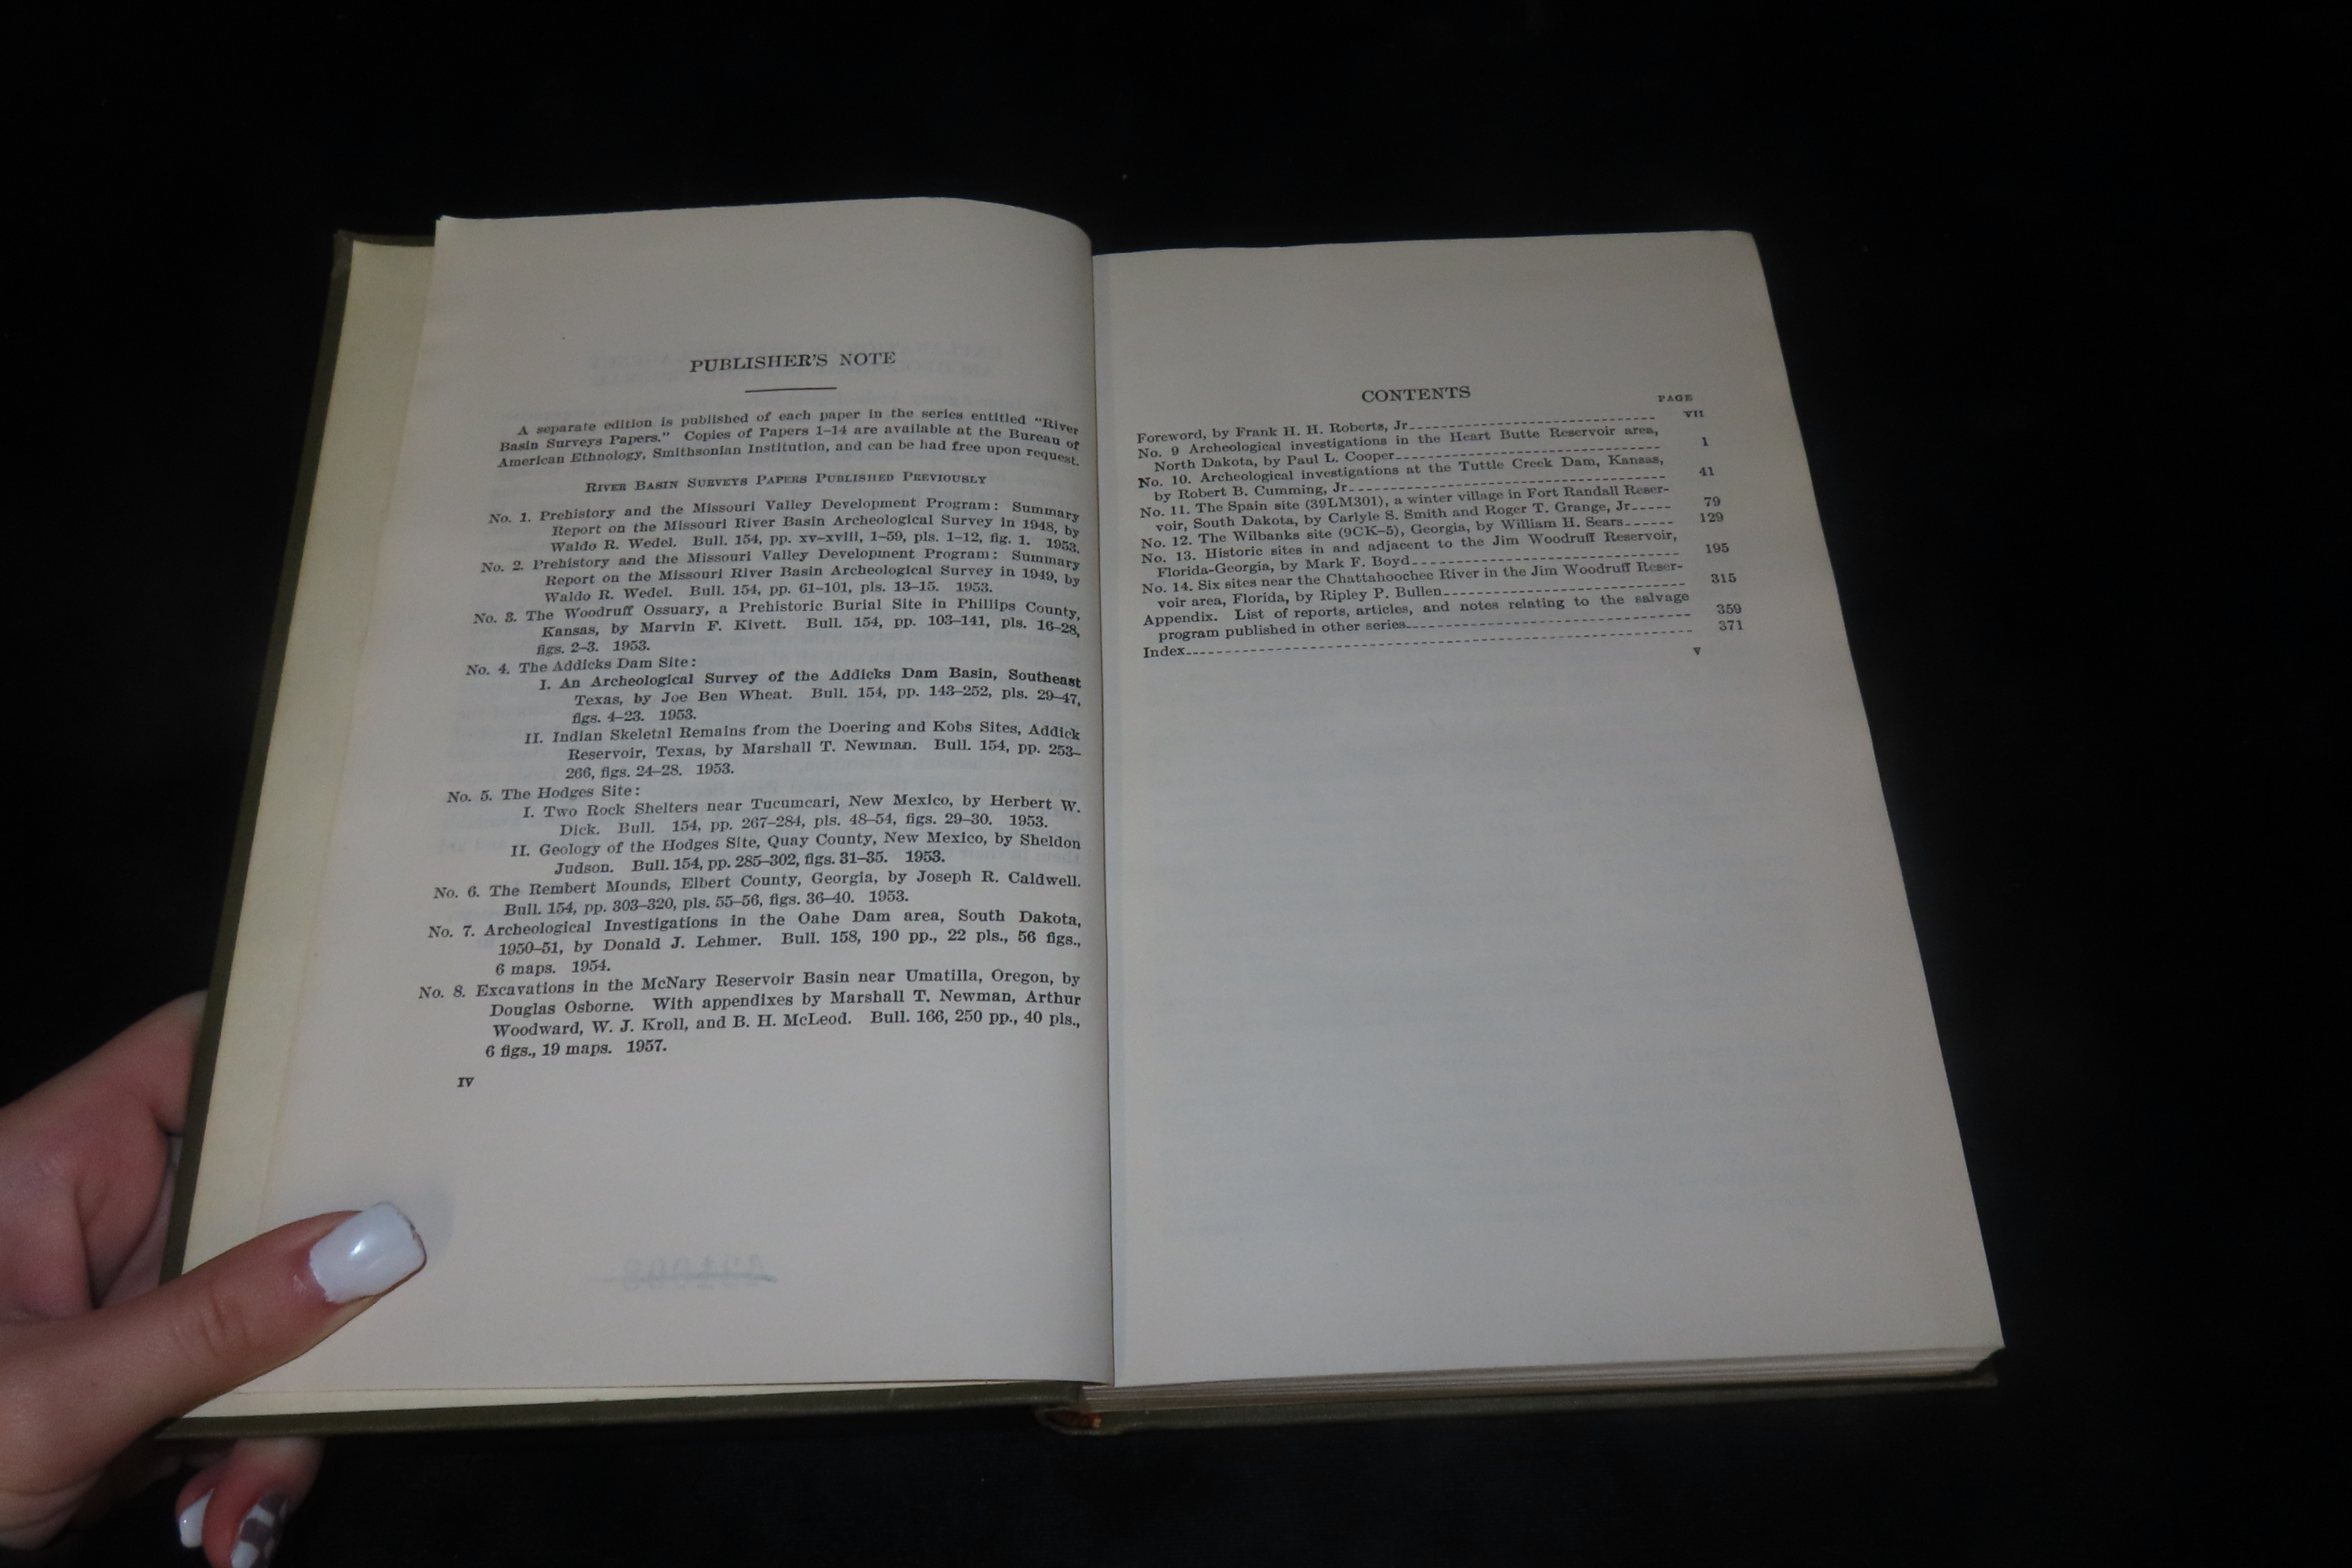 PUBLISHER'S NOTE
A separate edition is published of each paper in the series entitled "River
Basin Surveys Papers." Copies of Papers 1–14 are available at the Bureau of
American Ethnology, Smithsonian Institution, and can be had free upon request.
RIVER BASIN SURVEYS PAPERS PUBLISHED PREVIOUSLY
No. 1. Prehistory and the Missouri Valley Development Program: Summary
Report on the Missouri River Basin Archeological Survey in 1948, by
Waldo R. Wedel. Bull. 154, pp. xv–xviii, 1–59, pls. 1–12, fig. 1. 1953.
No. 2. Prehistory and the Missouri Valley Development Program: Summary
Report on the Missouri River Basin Archeological Survey in 1949, by
Waldo R. Wedel. Bull. 154, pp. 61–101, pls. 13–15. 1953.
No. 3. The Woodruff Ossuary, a Prehistoric Burial Site in Phillips County,
Kansas, by Marvin F. Kivett. Bull. 154, pp. 103–141, pls. 16–28,
figs. 2–3. 1953.
No. 4. The Addicks Dam Site:
I. An Archeological Survey of the Addicks Dam Basin, Southeast
Texas, by Joe Ben Wheat. Bull. 154, pp. 143–252, pls. 29–47,
figs. 4–23. 1953.
II. Indian Skeletal Remains from the Doering and Kobs Sites, Addick
Reservoir, Texas, by Marshall T. Newman. Bull. 154, pp. 253–
266, figs. 24–28. 1953.
No. 5. The Hodges Site:
I. Two Rock Shelters near Tucumcari, New Mexico, by Herbert W.
Dick. Bull. 154, pp. 267–284, pls. 48–54, figs. 29–30. 1953.
II. Geology of the Hodges Site, Quay County, New Mexico, by Sheldon
Judson. Bull. 154, pp. 285–302, figs. 31–35. 1953.
No. 6. The Rembert Mounds, Elbert County, Georgia, by Joseph R. Caldwell.
Bull. 154, pp. 303–320, pls. 55–56, figs. 36–40. 1953.
No. 7. Archeological Investigations in the Oahe Dam area, South Dakota,
1950–51, by Donald J. Lehmer. Bull. 158, 190 pp., 22 pls., 56 figs.,
6 maps. 1954.
No. 8. Excavations in the McNary Reservoir Basin near Umatilla, Oregon, by
Douglas Osborne. With appendixes by Marshall T. Newman, Arthur
Woodward, W. J. Kroll, and B. H. McLeod. Bull. 166, 250 pp., 40 pls.,
6 figs., 19 maps. 1957.
IV
CONTENTS
PAGE
Foreword, by Frank H. H. Roberts, Jr. VII
No. 9 Archeological investigations in the Heart Butte Reservoir area,
North Dakota, by Paul L. Cooper 1
No. 10. Archeological investigations at the Tuttle Creek Dam, Kansas,
by Robert B. Cumming, Jr. 41
No. 11. The Spain site (39LM301), a winter village in Fort Randall Reser-
voir, South Dakota, by Carlyle S. Smith and Roger T. Grange, Jr. 79
No. 12. The Wilbanks site (9CK–5), Georgia, by William H. Sears 129
No. 13. Historic sites in and adjacent to the Jim Woodruff Reservoir,
Florida-Georgia, by Mark F. Boyd 195
No. 14. Six sites near the Chattahoochee River in the Jim Woodruff Reser-
voir area, Florida, by Ripley P. Bullen 315
Appendix. List of reports, articles, and notes relating to the salvage
program published in other series 359
Index 371
V